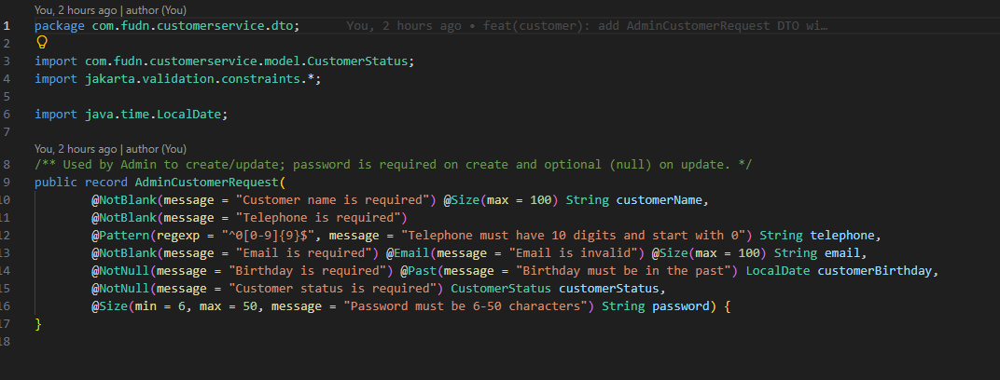 You, 2 hours ago | author (You)
1 package com.fudn.customerservice.dto; You, 2 hours ago • feat(customer): add AdminCustomerRequest DTO wi…
2
3 import com.fudn.customerservice.model.CustomerStatus;
4 import jakarta.validation.constraints.*;
5
6 import java.time.LocalDate;
7
You, 2 hours ago | author (You)
8 /** Used by Admin to create/update; password is required on create and optional (null) on update. */
9 public record AdminCustomerRequest(
10 @NotBlank(message = "Customer name is required") @Size(max = 100) String customerName,
11 @NotBlank(message = "Telephone is required")
12 @Pattern(regexp = "^0[0-9]{9}$", message = "Telephone must have 10 digits and start with 0") String telephone,
13 @NotBlank(message = "Email is required") @Email(message = "Email is invalid") @Size(max = 100) String email,
14 @NotNull(message = "Birthday is required") @Past(message = "Birthday must be in the past") LocalDate customerBirthday,
15 @NotNull(message = "Customer status is required") CustomerStatus customerStatus,
16 @Size(min = 6, max = 50, message = "Password must be 6-50 characters") String password) {
17 }
18